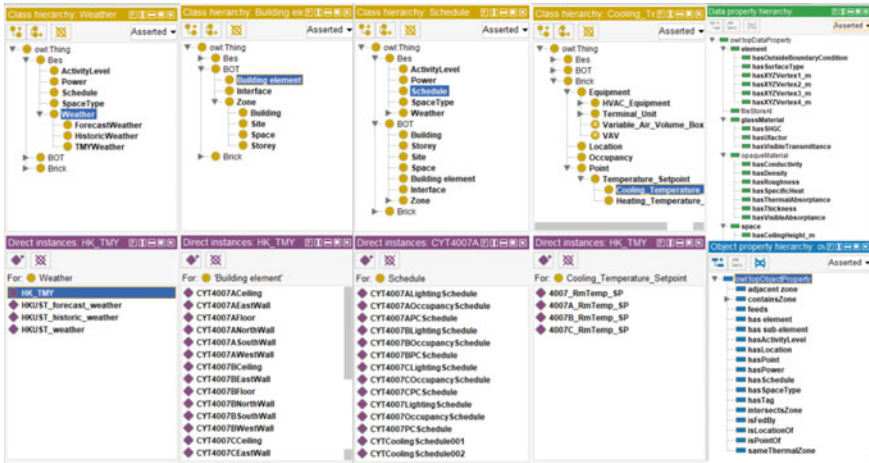 Class hierarchy: Weather
Asserted
owl:Thing
Bes
ActivityLevel
Power
Schedule
SpaceType
Weather
ForecastWeather
HistoricWeather
TMYWeather
BOT
Brick
Class hierarchy: Building ele
Asserted
owl:Thing
Bes
BOT
Building element
Interface
Zone
Building
Site
Space
Storey
Brick
Class hierarchy: Schedule
Asserted
owl:Thing
Bes
ActivityLevel
Power
Schedule
SpaceType
Weather
BOT
Building
Storey
Site
Space
Building element
Interface
Zone
Brick
Class hierarchy: Cooling_Te
Asserted
owl:Thing
Bes
BOT
Brick
Equipment
HVAC_Equipment
Terminal_Unit
Variable_Air_Volume_Box
VAV
Location
Occupancy
Point
Temperature_Setpoint
Cooling_Temperature_
Heating_Temperature_
Data property hierarchy
Asserted
owl:topDataProperty
element
hasOutsideBoundaryCondition
hasSurfaceType
hasXYZVertex1_m
hasXYZVertex2_m
hasXYZVertex3_m
hasXYZVertex4_m
fileStoreAt
glassMaterial
hasSHGC
hasUfactor
hasVisibleTransmittance
opaqueMaterial
hasConductivity
hasDensity
hasRoughness
hasSpecificHeat
hasThermalAbsorptance
hasThickness
hasVisibleAbsorptance
space
hasCeilingHeight_m
Direct instances: HK_TMY
For: Weather
HK_TMY
HKUST_forecast_weather
HKUST_historic_weather
HKUST_weather
Direct instances: HK_TMY
For: 'Building element'
CYT4007ACeiling
CYT4007AEastWall
CYT4007AFloor
CYT4007ANorthWall
CYT4007ASouthWall
CYT4007AWestWall
CYT4007BCeiling
CYT4007BEastWall
CYT4007BFloor
CYT4007BNorthWall
CYT4007BSouthWall
CYT4007BWestWall
CYT4007CCeiling
CYT4007CEastWall
Direct instances: CYT4007A
For: Schedule
CYT4007ALightingSchedule
CYT4007AOccupancySchedule
CYT4007APCSchedule
CYT4007BLightingSchedule
CYT4007BOccupancySchedule
CYT4007BPCSchedule
CYT4007CLightingSchedule
CYT4007COccupancySchedule
CYT4007CPCSchedule
CYT4007LightingSchedule
CYT4007OccupancySchedule
CYT4007PCSchedule
CYTCoolingSchedule001
CYTCoolingSchedule002
Direct instances: HK_TMY
For: Cooling_Temperature_Setpoint
4007_RmTemp_SP
4007A_RmTemp_SP
4007B_RmTemp_SP
4007C_RmTemp_SP
Object property hierarchy: ow
Asserted
owl:topObjectProperty
adjacent zone
containsZone
feeds
has element
has sub-element
hasActivityLevel
hasLocation
hasPoint
hasPower
hasSchedule
hasSpaceType
hasTag
intersectsZone
isFedBy
isLocationOf
isPointOf
sameThermalZone